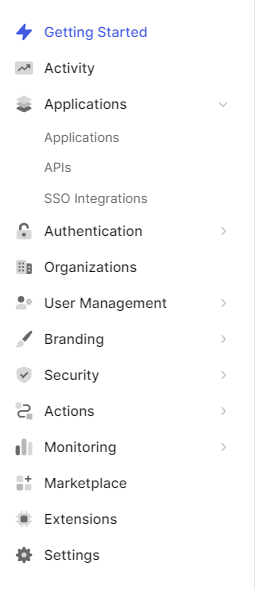 Getting Started
Activity
Applications
Applications
APIs
SSO Integrations
Authentication
Organizations
User Management
Branding
Security
Actions
Monitoring
Marketplace
Extensions
Settings